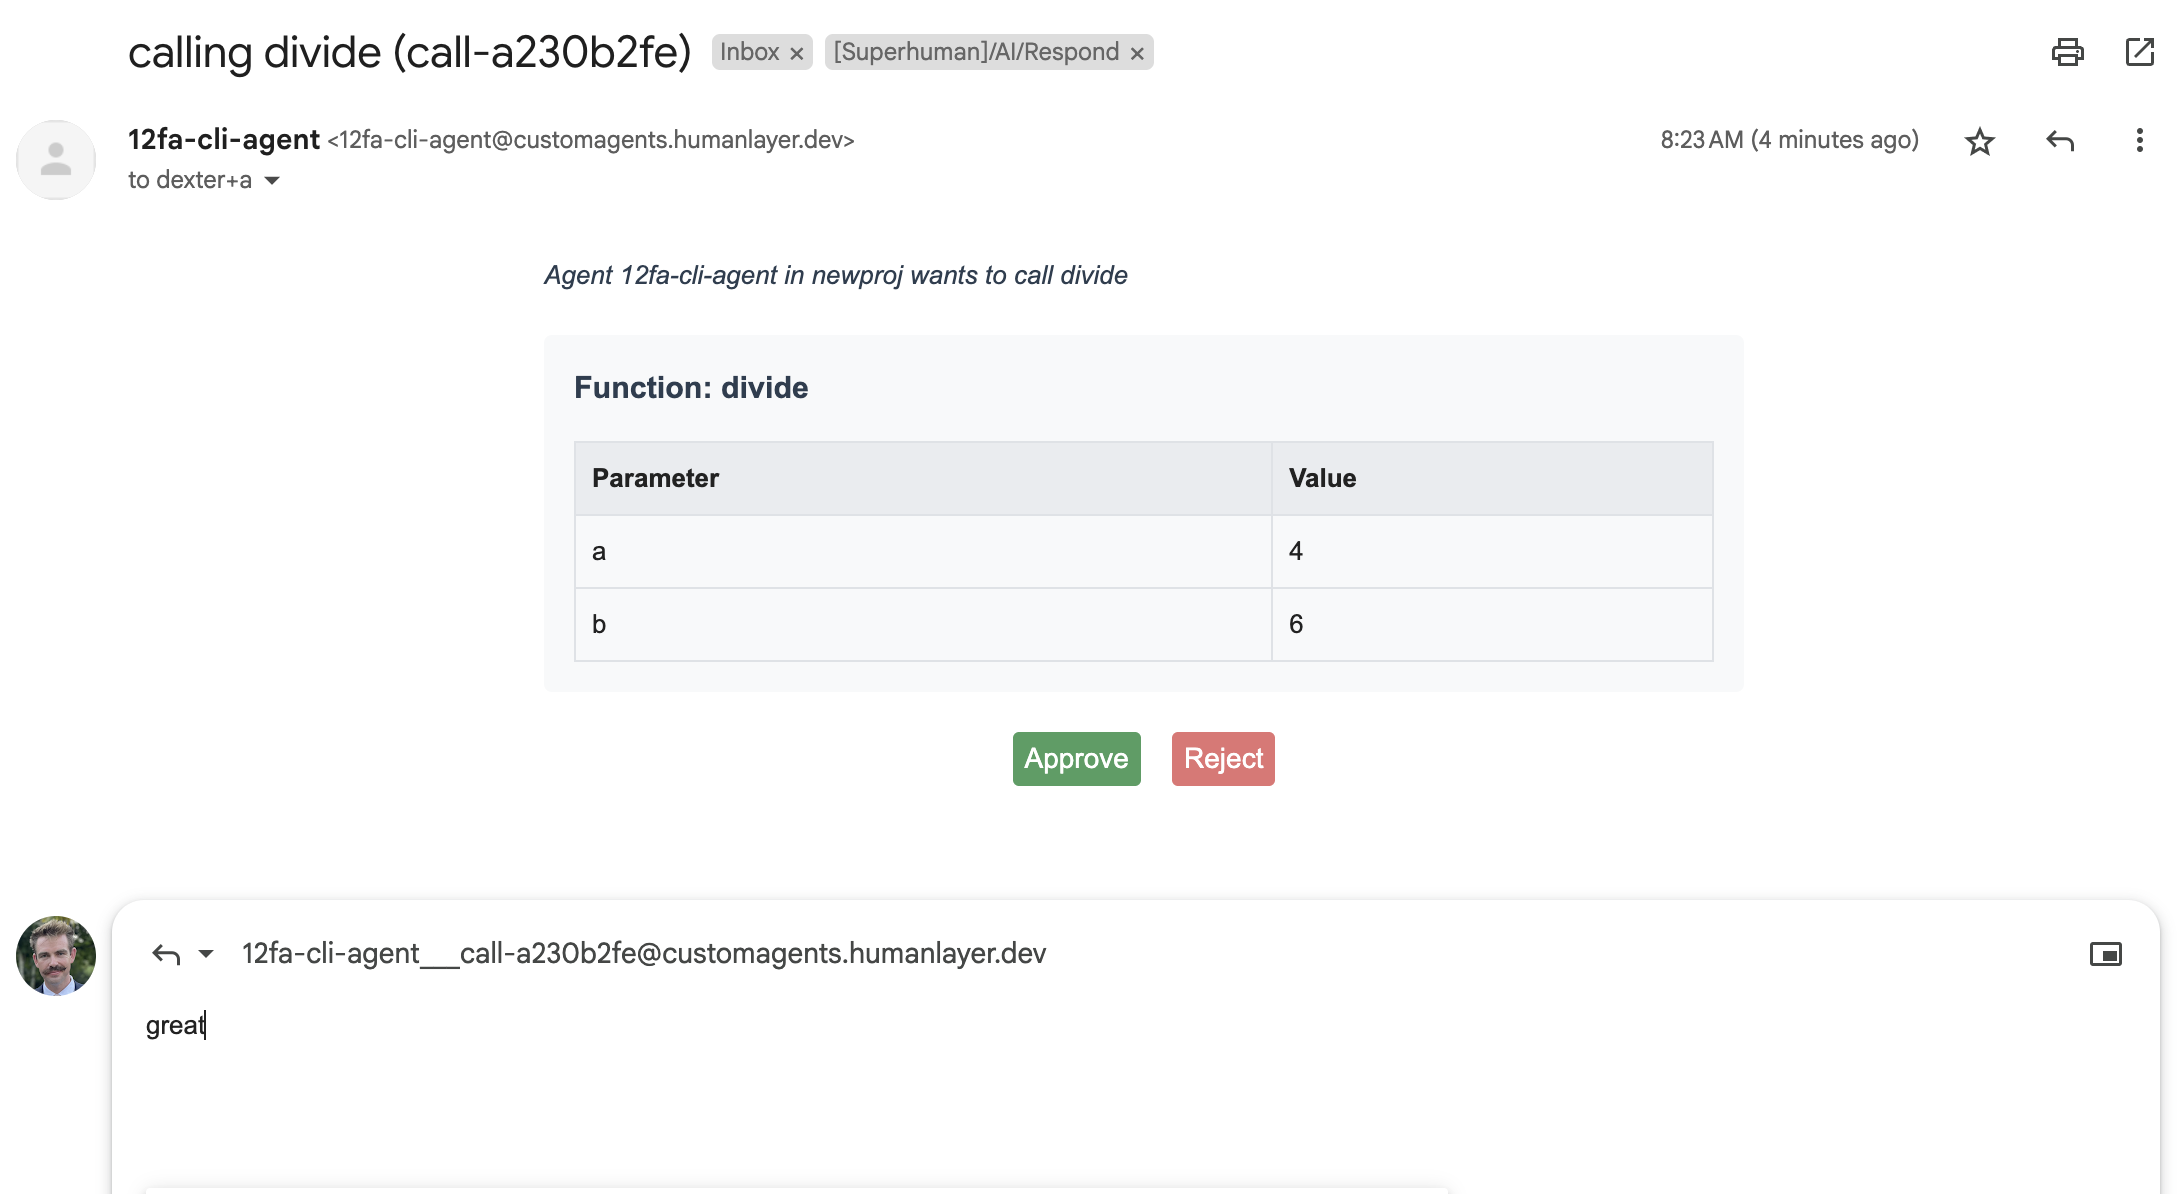 calling divide (call-a230b2fe) Inbox × [Superhuman]/AI/Respond ×
12fa-cli-agent <12fa-cli-agent@customagents.humanlayer.dev> 8:23 AM (4 minutes ago)
to dexter+a
Agent 12fa-cli-agent in newproj wants to call divide
Function: divide
Parameter Value
a 4
b 6
Approve Reject
12fa-cli-agent___call-a230b2fe@customagents.humanlayer.dev
great